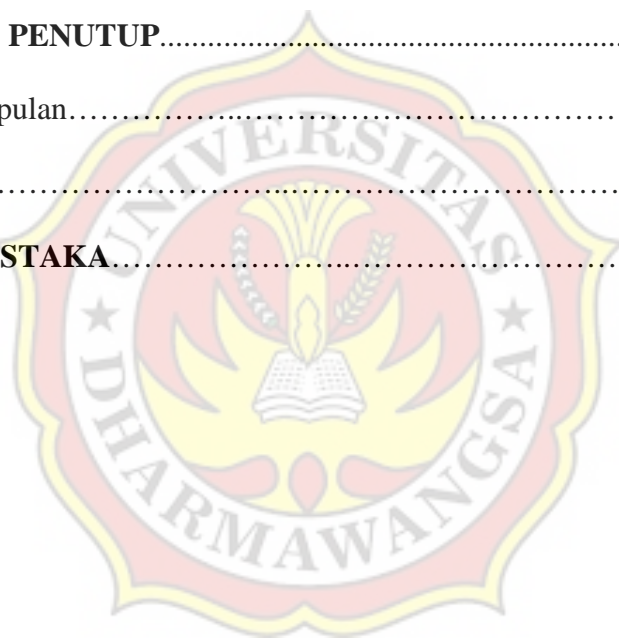 PENUTUP....................................................................
pulan……………..……………………………………
………………………..………………………………
STAKA…………………..……………………………
UNIVERSITAS
DHARMAWANGSA